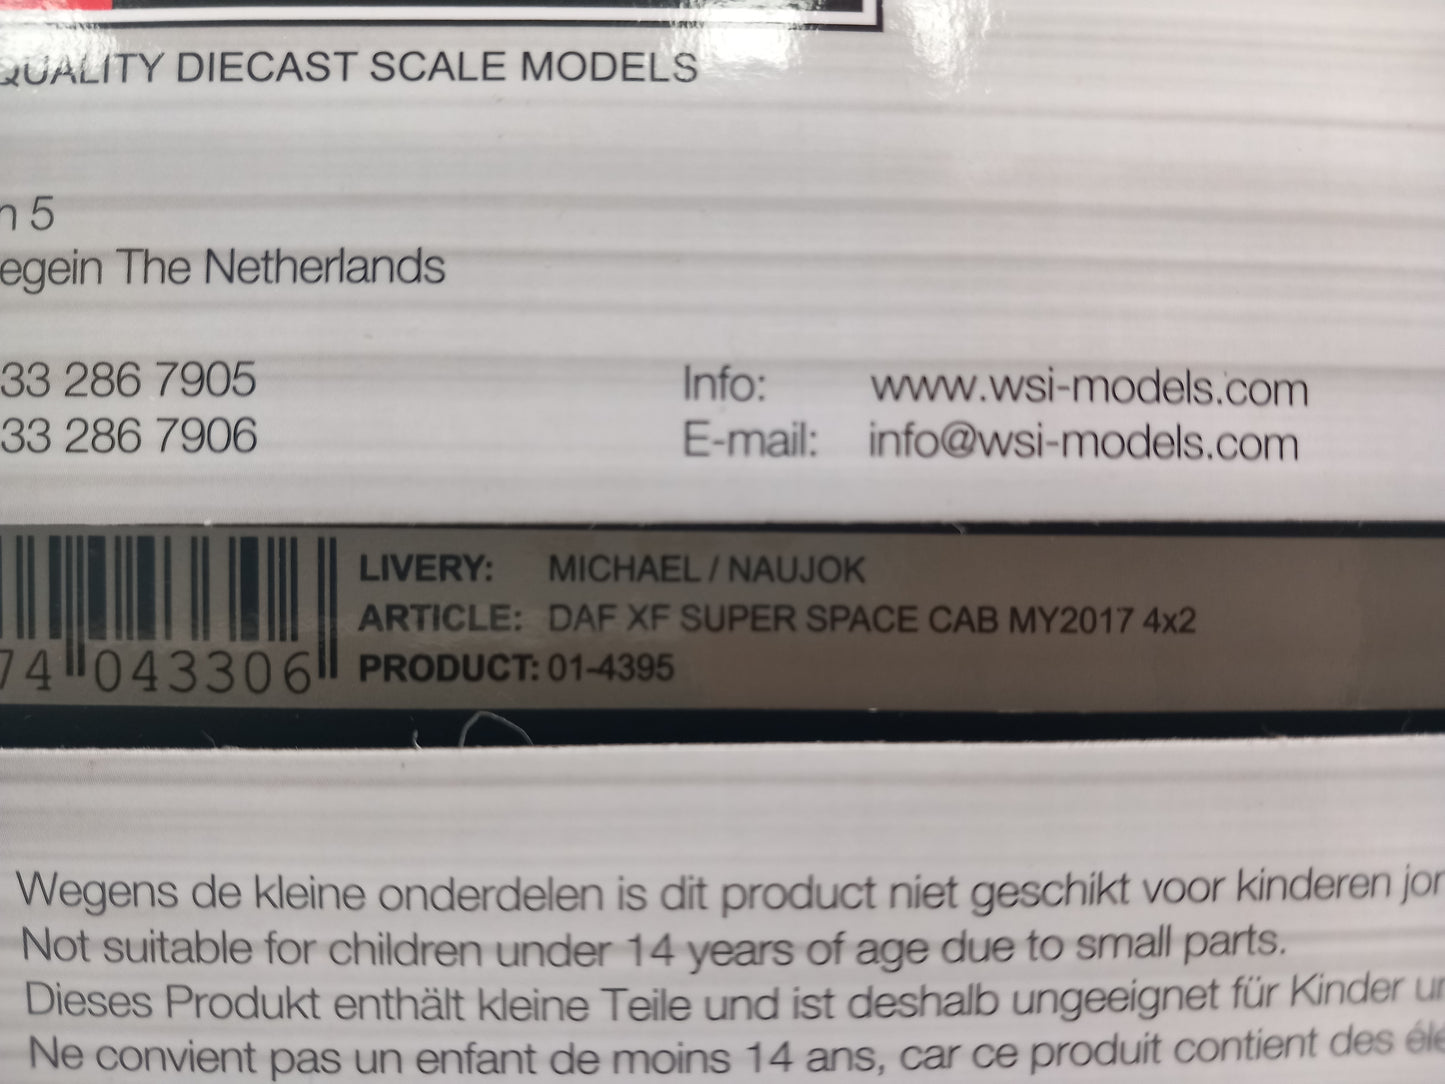 QUALITY DIECAST SCALE MODELS
n 5
egein The Netherlands
33 286 7905
33 286 7906
Info: www.wsi-models.com
E-mail: info@wsi-models.com
LIVERY: MICHAEL / NAUJOK
ARTICLE: DAF XF SUPER SPACE CAB MY2017 4x2
PRODUCT: 01-4395
74 043306
Wegens de kleine onderdelen is dit product niet geschikt voor kinderen jon
Not suitable for children under 14 years of age due to small parts.
Dieses Produkt enthält kleine Teile und ist deshalb ungeeignet für Kinder un
Ne convient pas un enfant de moins 14 ans, car ce produit contient des éle